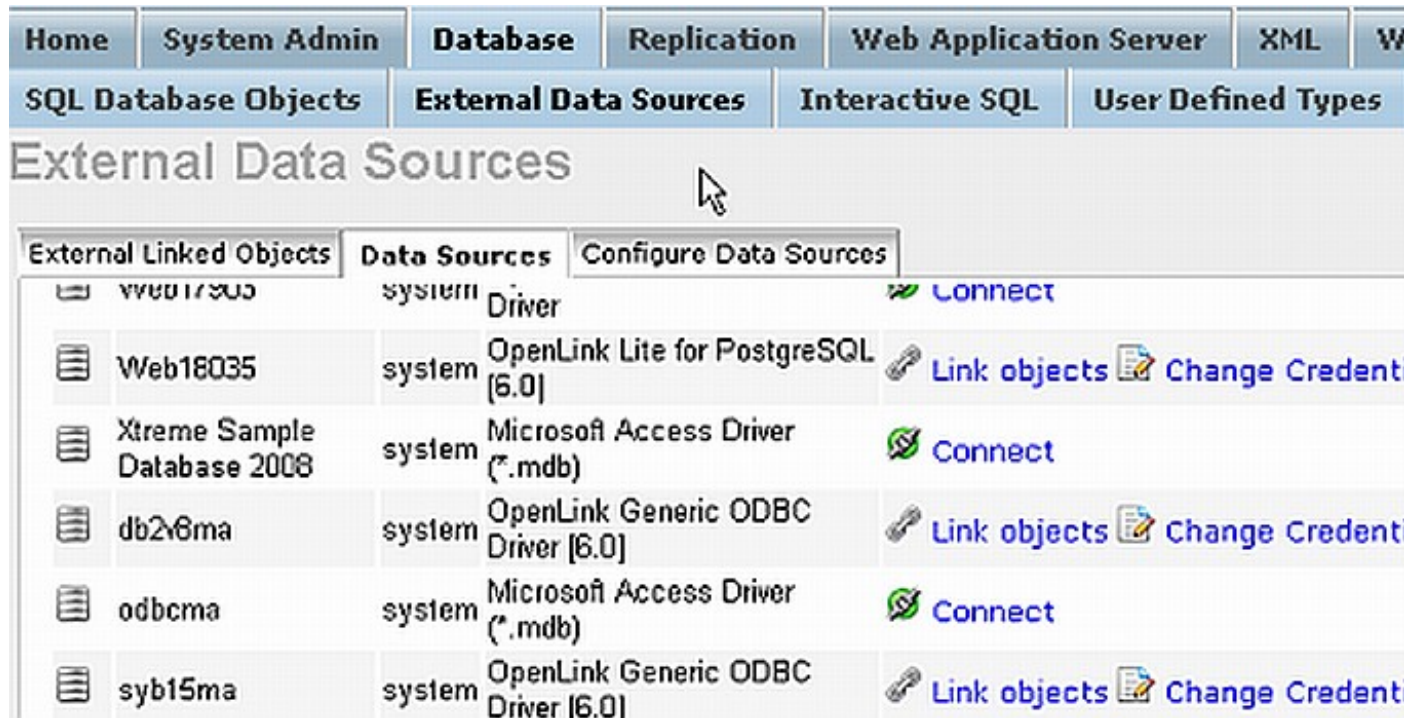 Home System Admin Database Replication Web Application Server XML
SQL Database Objects External Data Sources Interactive SQL User Defined Types
External Data Sources
External Linked Objects Data Sources Configure Data Sources
system Connect
Driver
Web18035 system OpenLink Lite for PostgreSQL [6.0] Link objects Change Credenti
Xtreme Sample Database 2008 system Microsoft Access Driver (*.mdb) Connect
db2v8ma system OpenLink Generic ODBC Driver [6.0] Link objects Change Credenti
odbcma system Microsoft Access Driver (*.mdb) Connect
syb15ma system OpenLink Generic ODBC Driver [6.0] Link objects Change Credenti